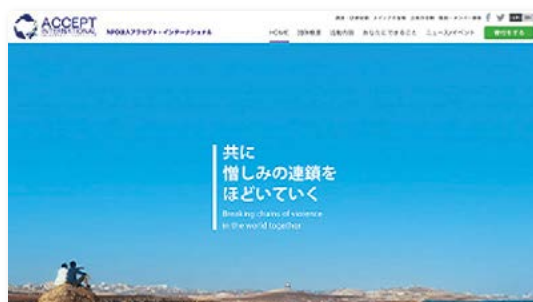 ACCEPT
INTERNATIONAL
NPO法人アクセプト・インターナショナル
HOME 団体概要 活動内容 あなたにできること ニュース/イベント 寄付をする
共に
憎しみの連鎖を
ほどいていく
Breaking chains of violence
in the world together